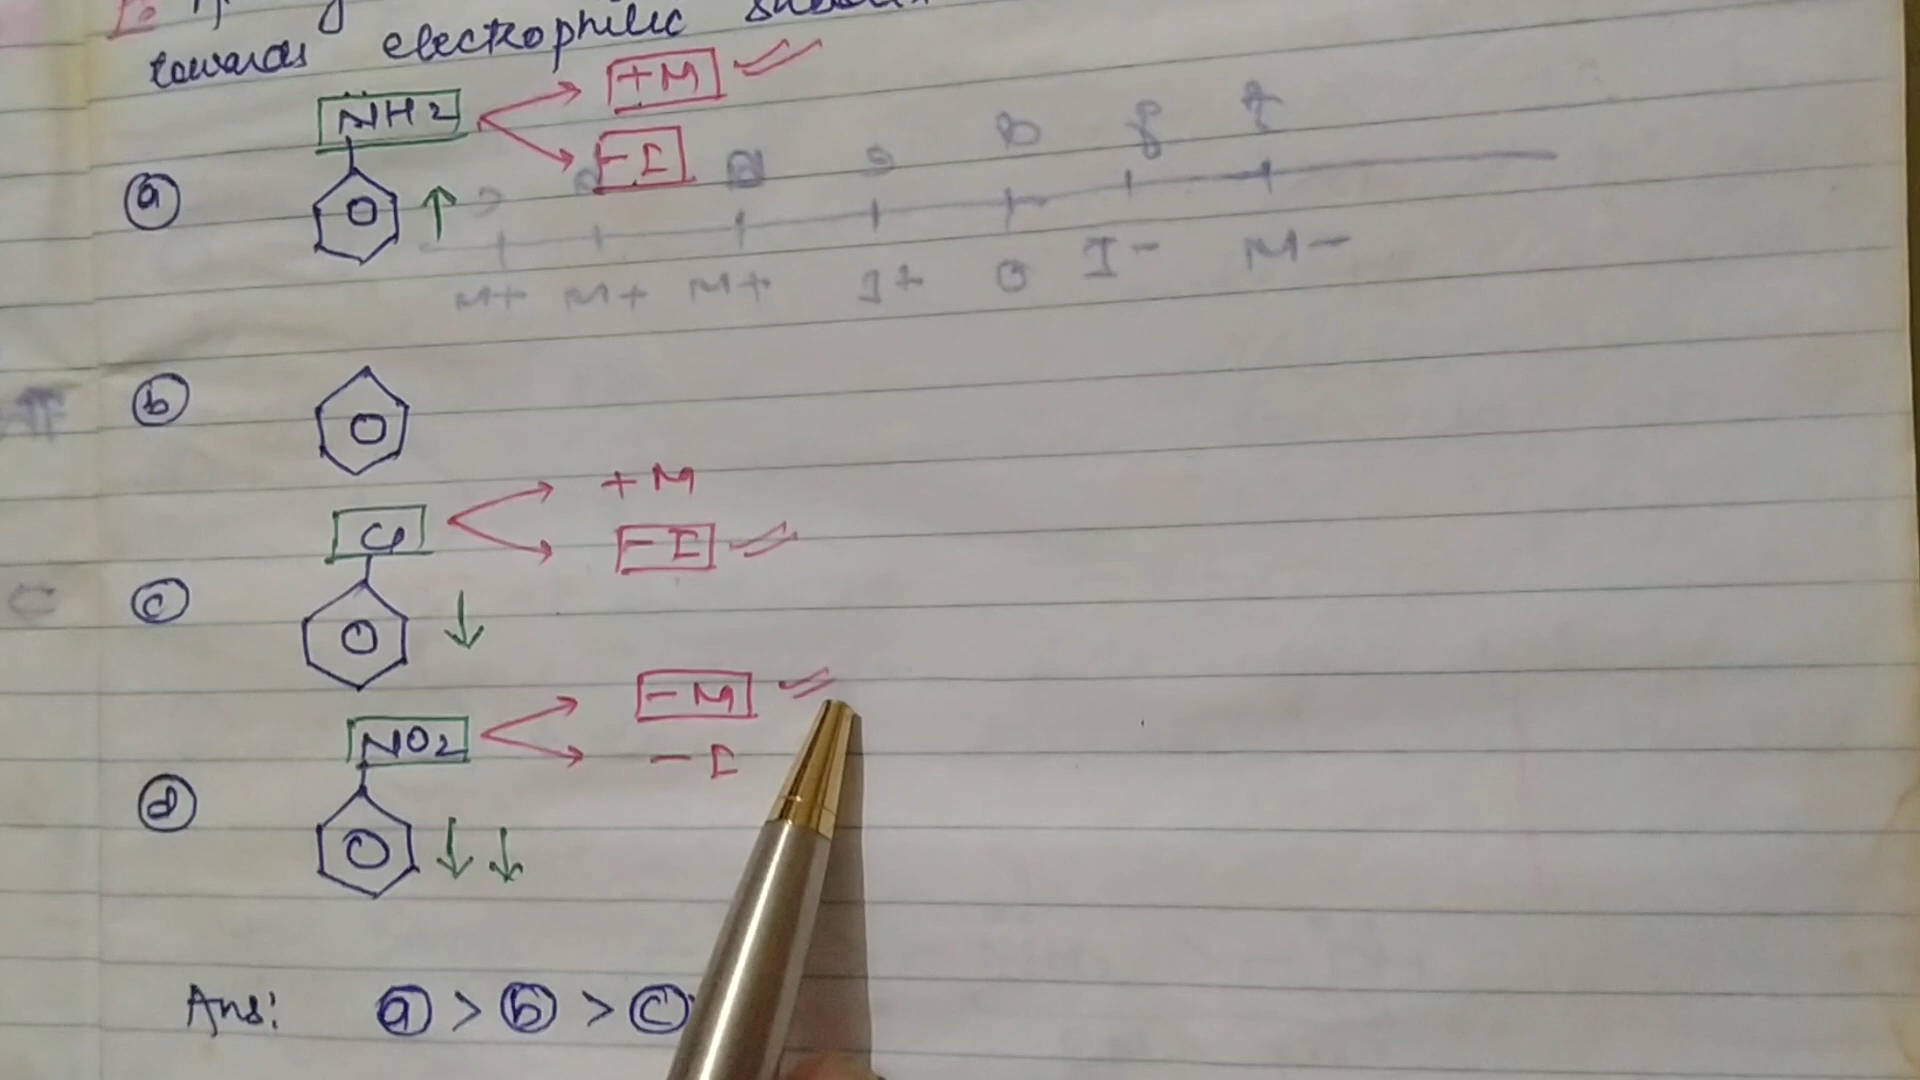 towards electrophilic
NH2
+M
-I
(a)
(b)
+M
Cl
-I
(c)
-M
NO2
-I
(d)
Ans: (a) > (b) > (c)